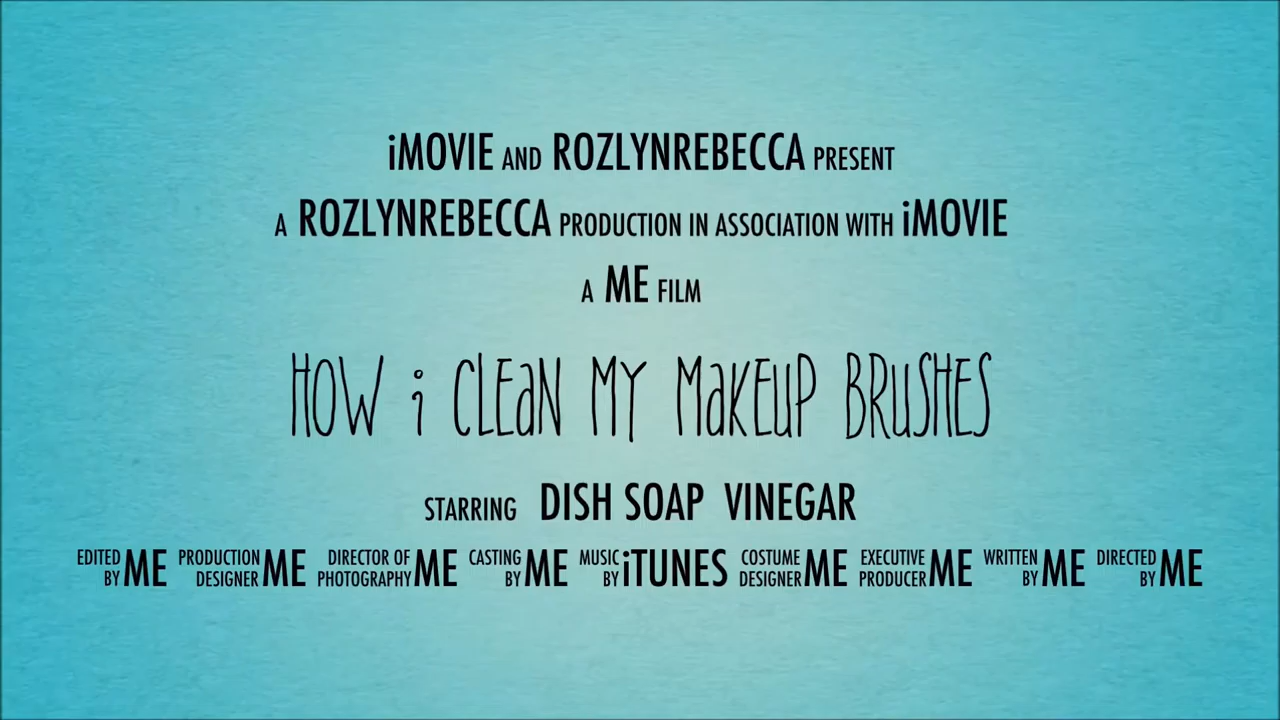 iMOVIE AND ROZLYNREBECCA PRESENT
A ROZLYNREBECCA PRODUCTION IN ASSOCIATION WITH iMOVIE
A ME FILM
HOW i CLEaN MY MaKEuP BRuSHES
STARRING DISH SOAP VINEGAR
EDITED BY ME PRODUCTION DESIGNER ME DIRECTOR OF PHOTOGRAPHY ME CASTING BY ME MUSIC BY iTUNES COSTUME DESIGNER ME EXECUTIVE PRODUCER ME WRITTEN BY ME DIRECTED BY ME